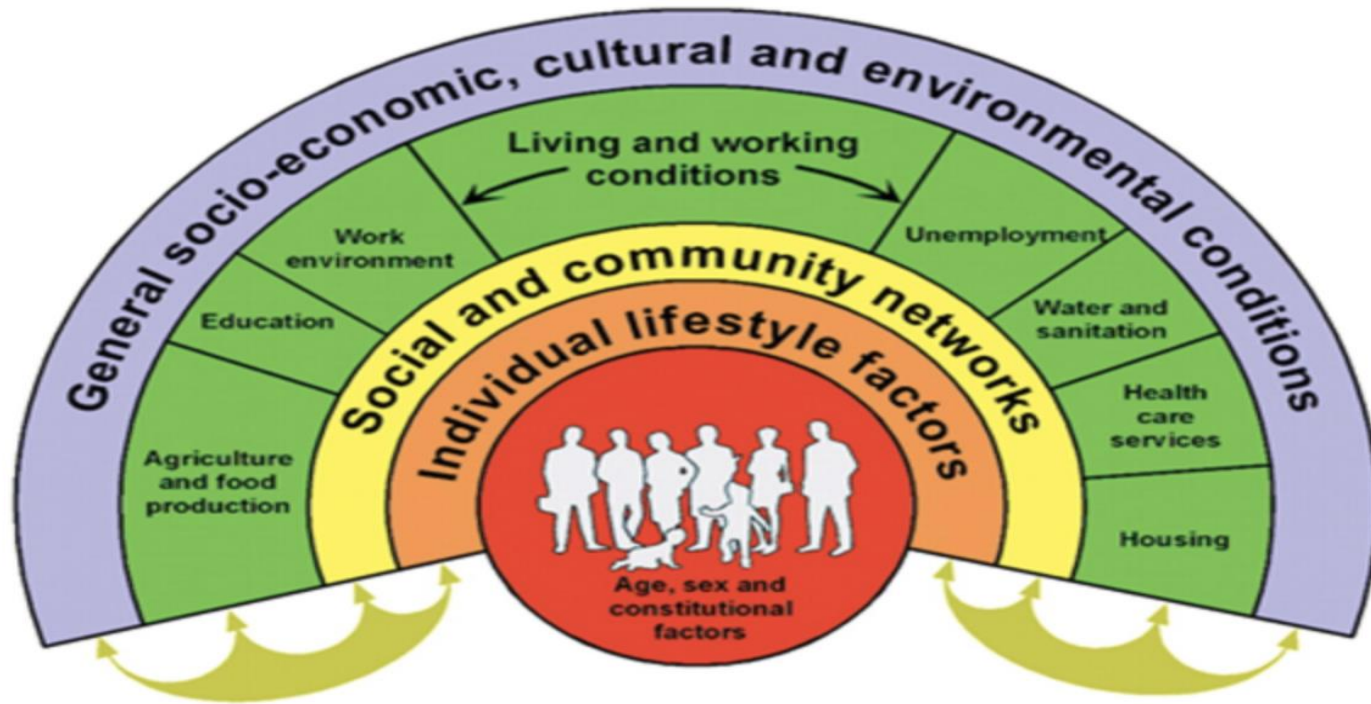 General socio-economic, cultural and environmental conditions
Living and working
conditions
Agriculture
and food
production
Education
Work
environment
Unemployment
Water and
sanitation
Health
care
services
Housing
Social and community networks
Individual lifestyle factors
Age, sex and
constitutional
factors